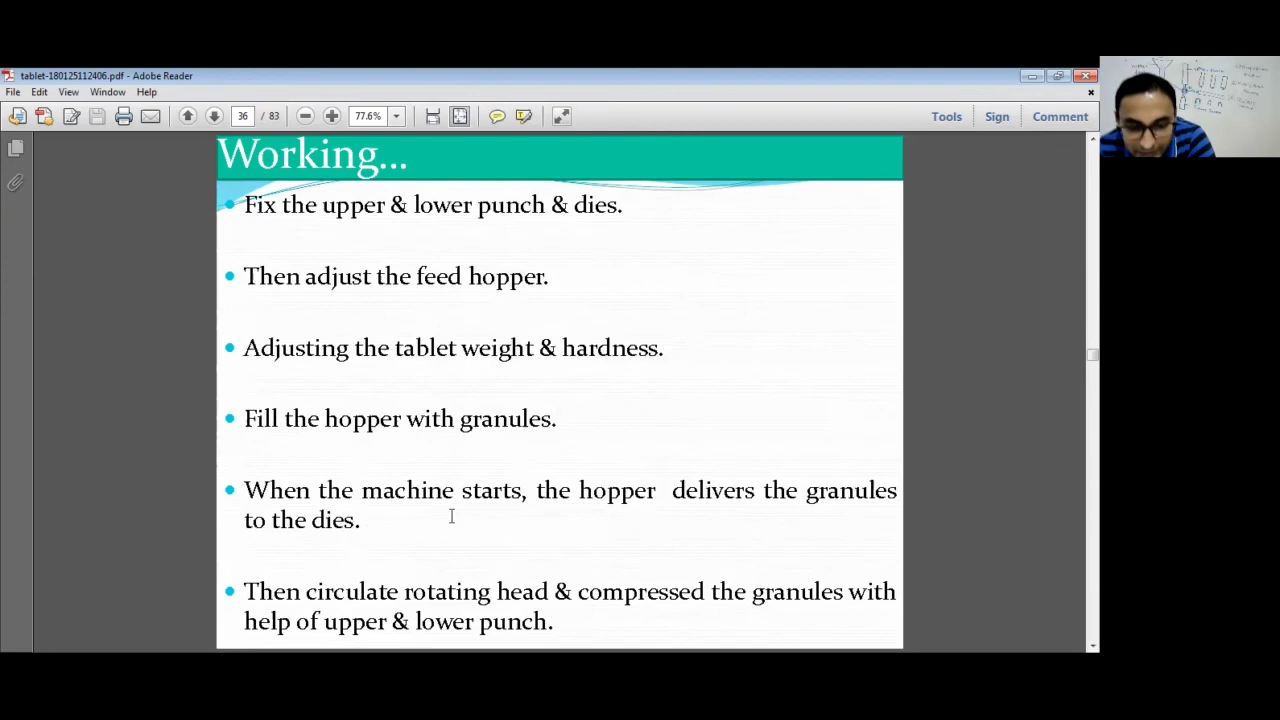 tablet-180125112406.pdf - Adobe Reader
File Edit View Window Help
36 / 83 77.6% Tools Sign Comment
Working...
Fix the upper & lower punch & dies.
Then adjust the feed hopper.
Adjusting the tablet weight & hardness.
Fill the hopper with granules.
When the machine starts, the hopper delivers the granules
to the dies.
Then circulate rotating head & compressed the granules with
help of upper & lower punch.